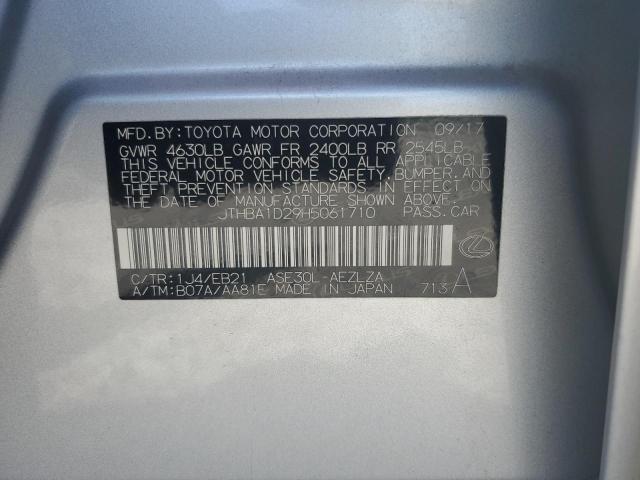 MFD.BY:TOYOTA MOTOR CORPORATION 09/17
GVWR 4630LB GAWR FR 2400LB RR 2545LB
THIS VEHICLE CONFORMS TO ALL APPLICABLE
FEDERAL MOTOR VEHICLE SAFETY,BUMPER,AND
THEFT PREVENTION STANDARDS IN EFFECT ON
THE DATE OF MANUFACTURE SHOWN ABOVE.
JTHBA1D29H5061710 PASS.CAR
C/TR:1J4/EB21 ASE30L-AEZLZA
A/TM:B07A/AA81E MADE IN JAPAN 713 A